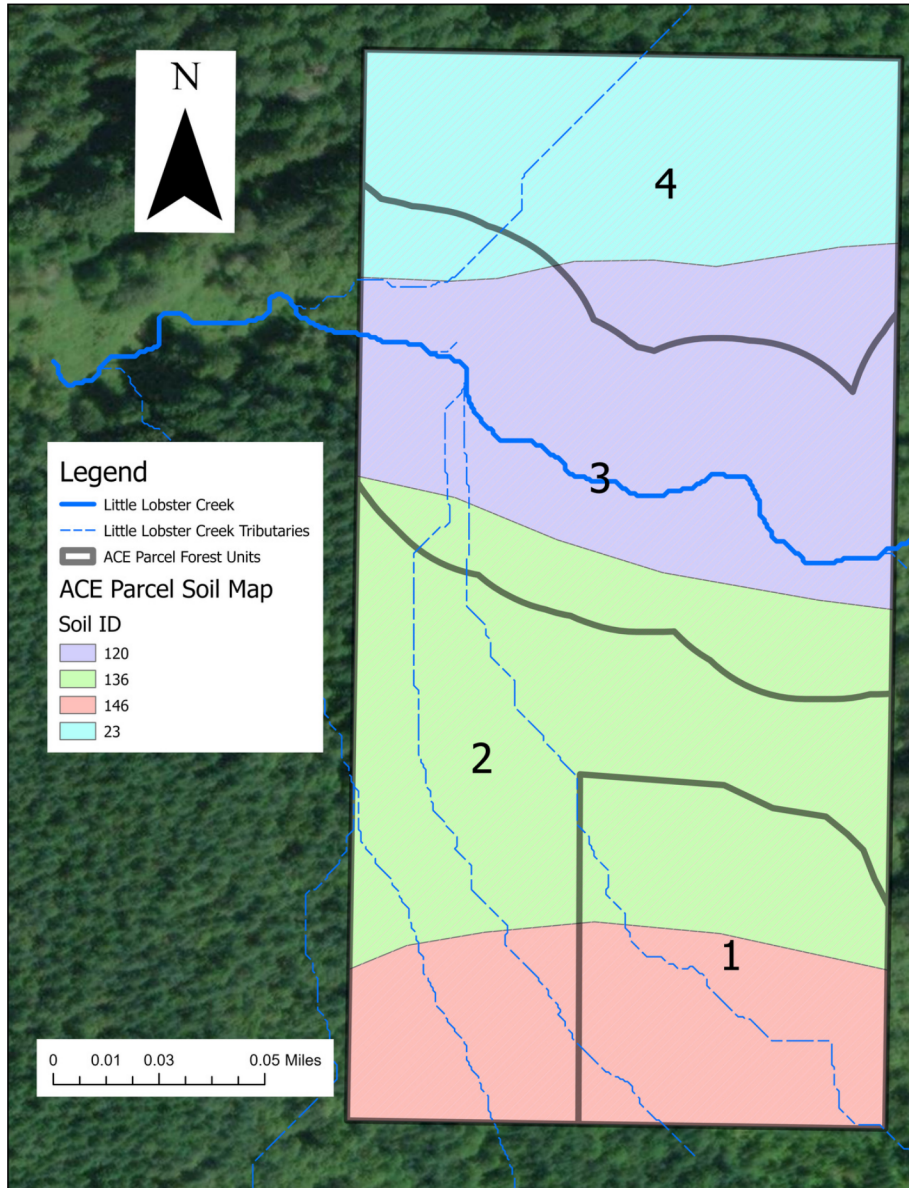 N
4
3
2
1
Legend
Little Lobster Creek
Little Lobster Creek Tributaries
ACE Parcel Forest Units
ACE Parcel Soil Map
Soil ID
120
136
146
23
0 0.01 0.03 0.05 Miles